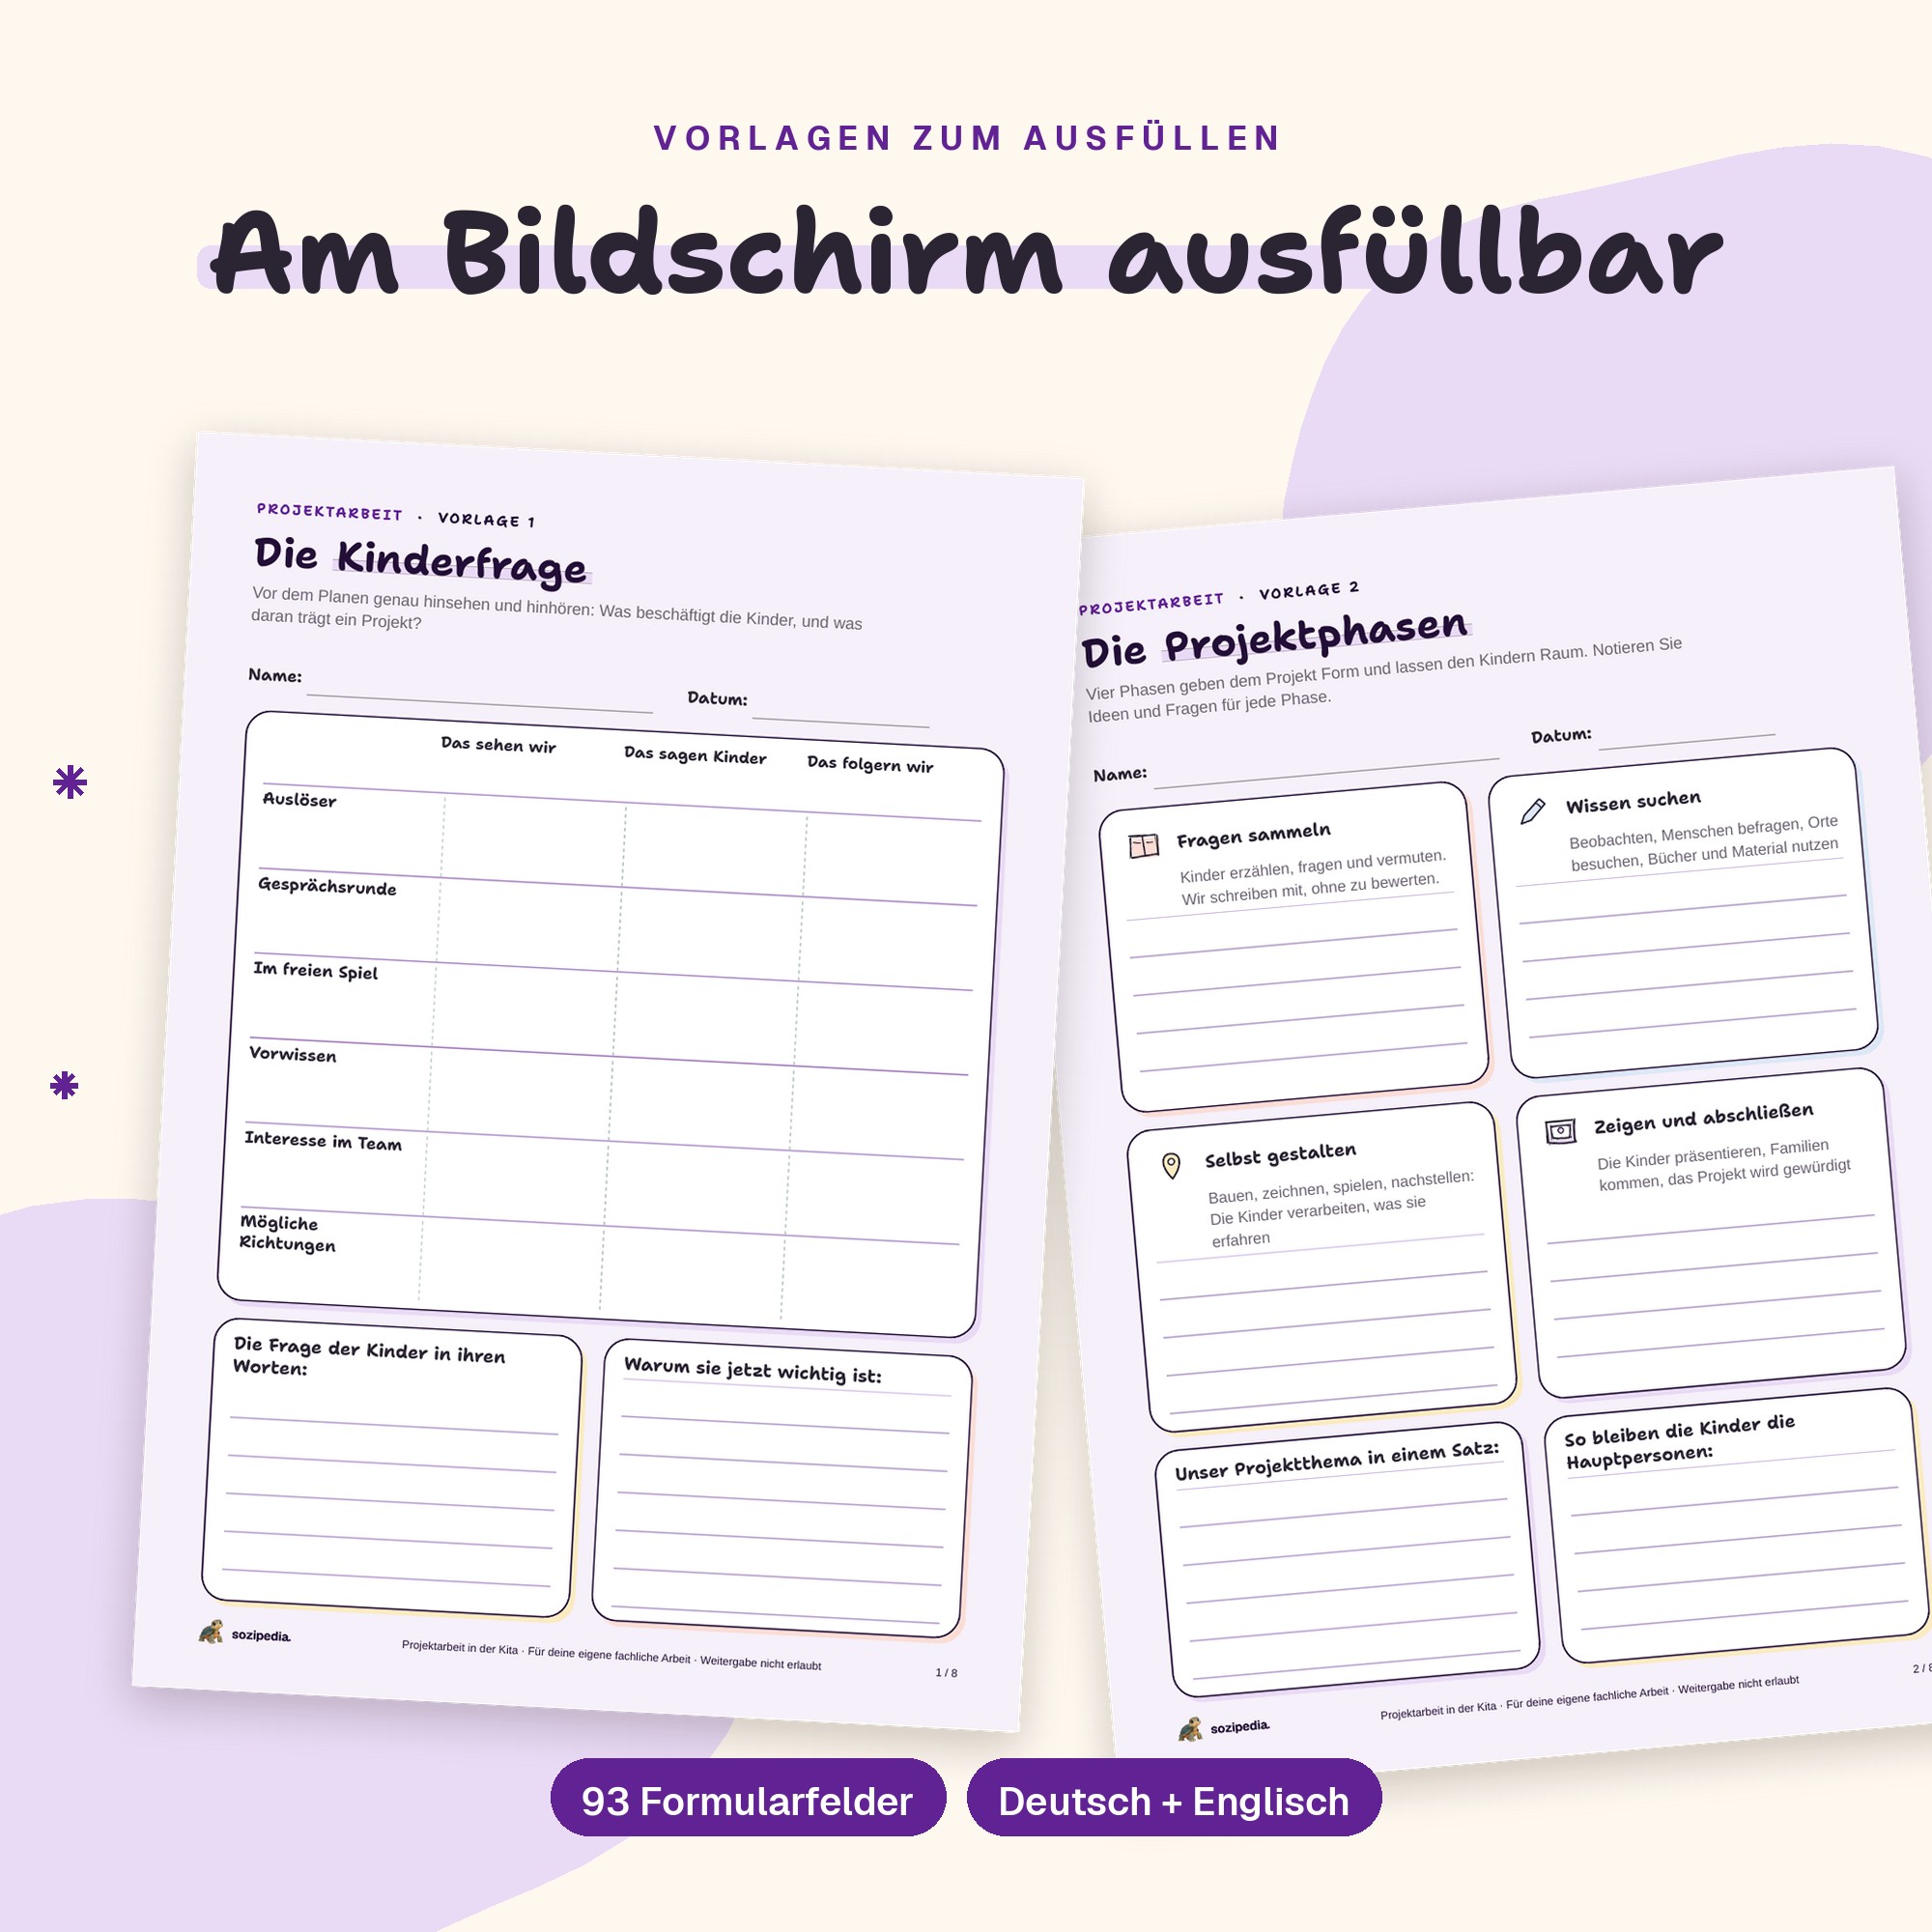 VORLAGEN ZUM AUSFÜLLEN
Am Bildschirm ausfüllbar
PROJEKTARBEIT · VORLAGE 1
Die Kinderfrage
Vor dem Planen genau hinsehen und hinhören: Was beschäftigt die Kinder, und was
daran trägt ein Projekt?
Name:
Datum:
Das sehen wir
Das sagen Kinder
Das folgern wir
Auslöser
Gesprächsrunde
Im freien Spiel
Vorwissen
Interesse im Team
Mögliche
Richtungen
Die Frage der Kinder in ihren
Worten:
Warum sie jetzt wichtig ist:
sozipedia.
Projektarbeit in der Kita · Für deine eigene fachliche Arbeit · Weitergabe nicht erlaubt
1 / 8
PROJEKTARBEIT · VORLAGE 2
Die Projektphasen
Vier Phasen geben dem Projekt Form und lassen den Kindern Raum. Notieren Sie
Ideen und Fragen für jede Phase.
Name:
Datum:
Fragen sammeln
Kinder erzählen, fragen und vermuten.
Wir schreiben mit, ohne zu bewerten.
Wissen suchen
Beobachten, Menschen befragen, Orte
besuchen, Bücher und Material nutzen
Selbst gestalten
Bauen, zeichnen, spielen, nachstellen:
Die Kinder verarbeiten, was sie
erfahren
Zeigen und abschließen
Die Kinder präsentieren, Familien
kommen, das Projekt wird gewürdigt
Unser Projektthema in einem Satz:
So bleiben die Kinder die
Hauptpersonen:
sozipedia.
Projektarbeit in der Kita · Für deine eigene fachliche Arbeit · Weitergabe nicht erlaubt
2 / 8
93 Formularfelder
Deutsch + Englisch